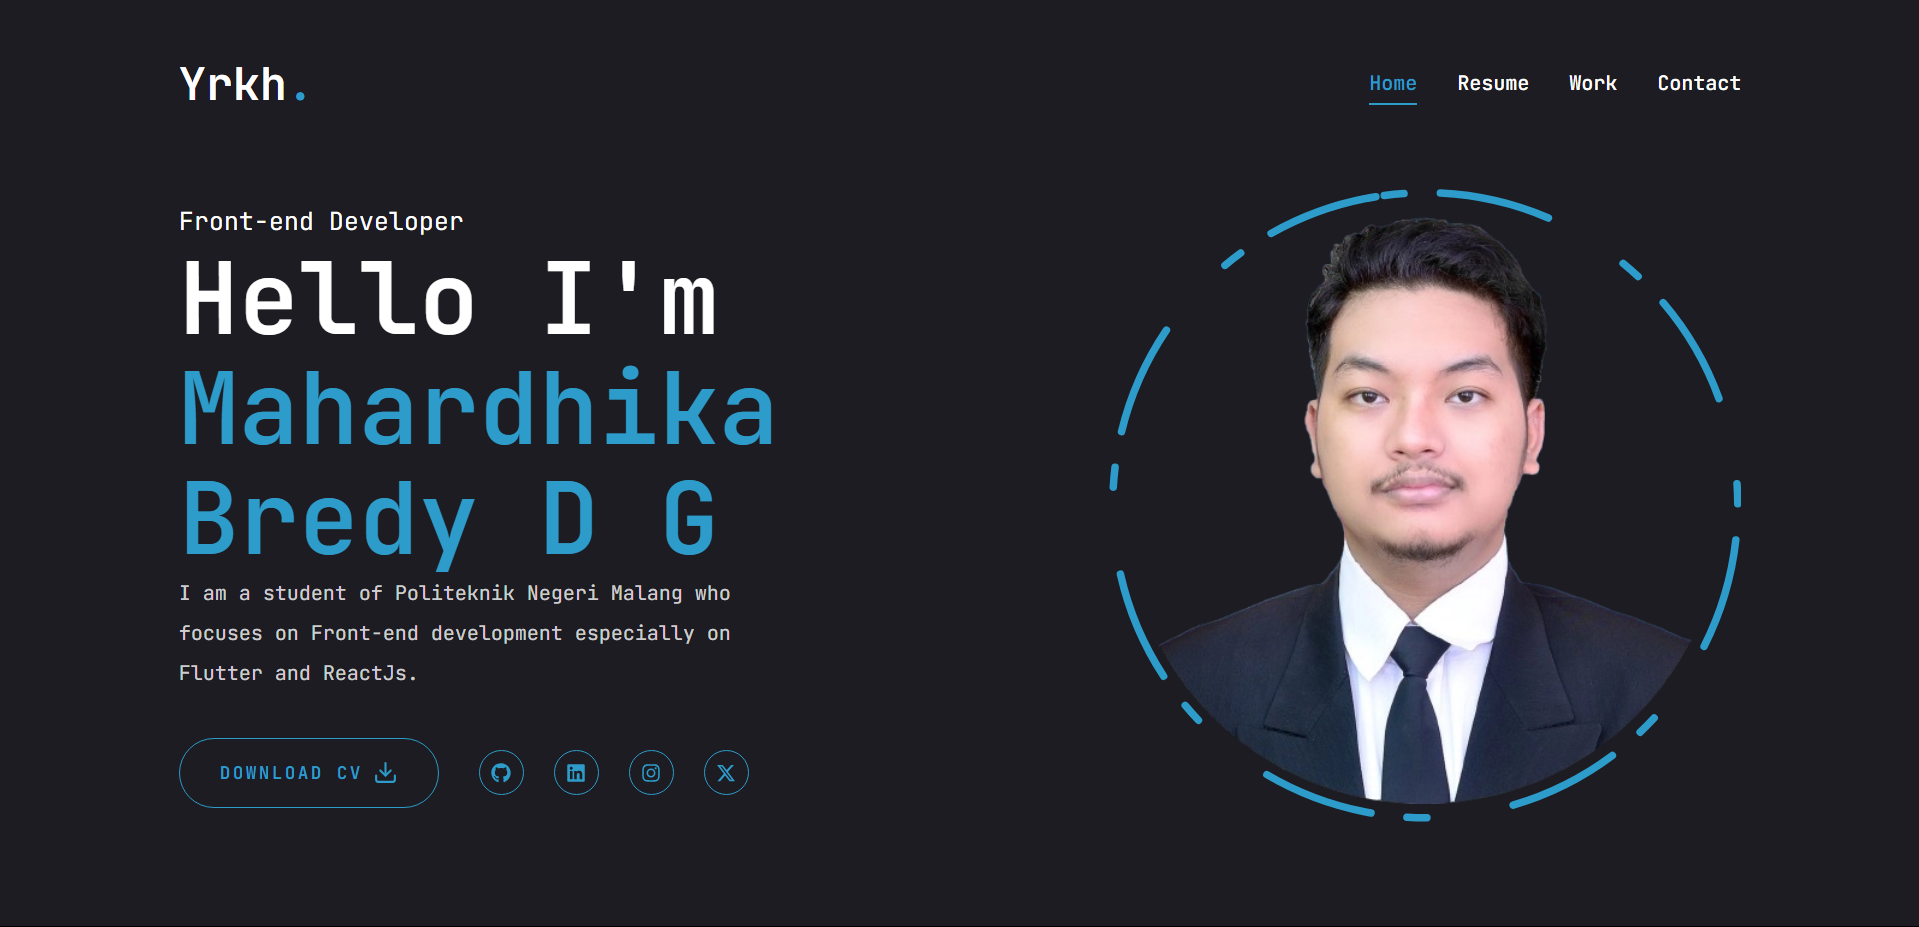 Yrkh.
Home Resume Work Contact
Front-end Developer
Hello I'm
Mahardhika
Bredy D G
I am a student of Politeknik Negeri Malang who
focuses on Front-end development especially on
Flutter and ReactJs.
DOWNLOAD CV